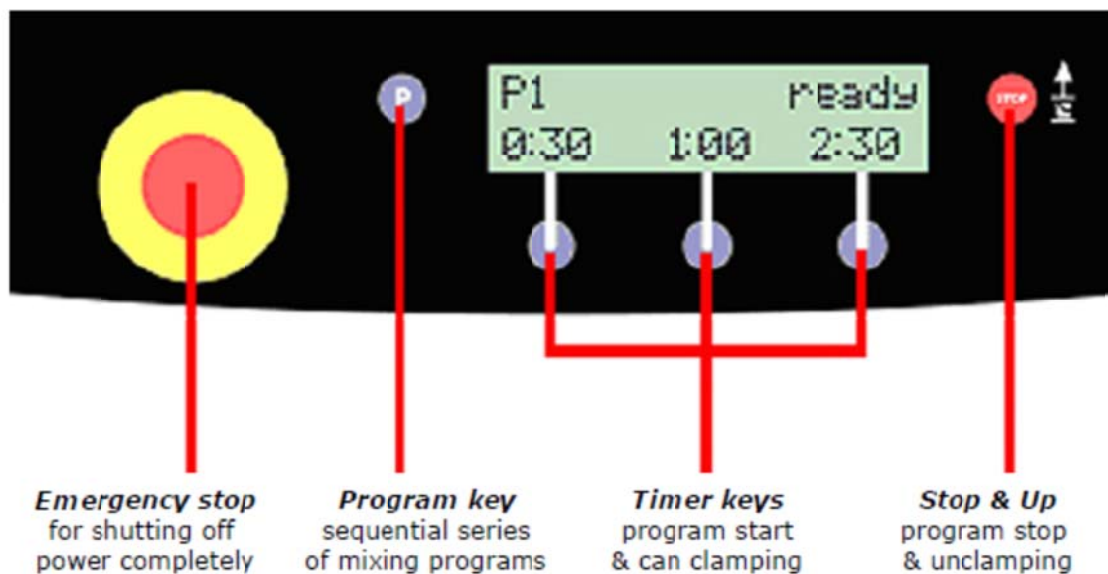 P
P1 ready
0:30 1:00 2:30
STOP
Emergency stop
for shutting off
power completely
Program key
sequential series
of mixing programs
Timer keys
program start
& can clamping
Stop & Up
program stop
& unclamping